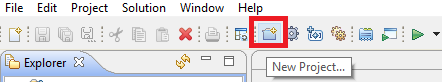 File Edit Project Solution Window Help
Explorer
New Project...